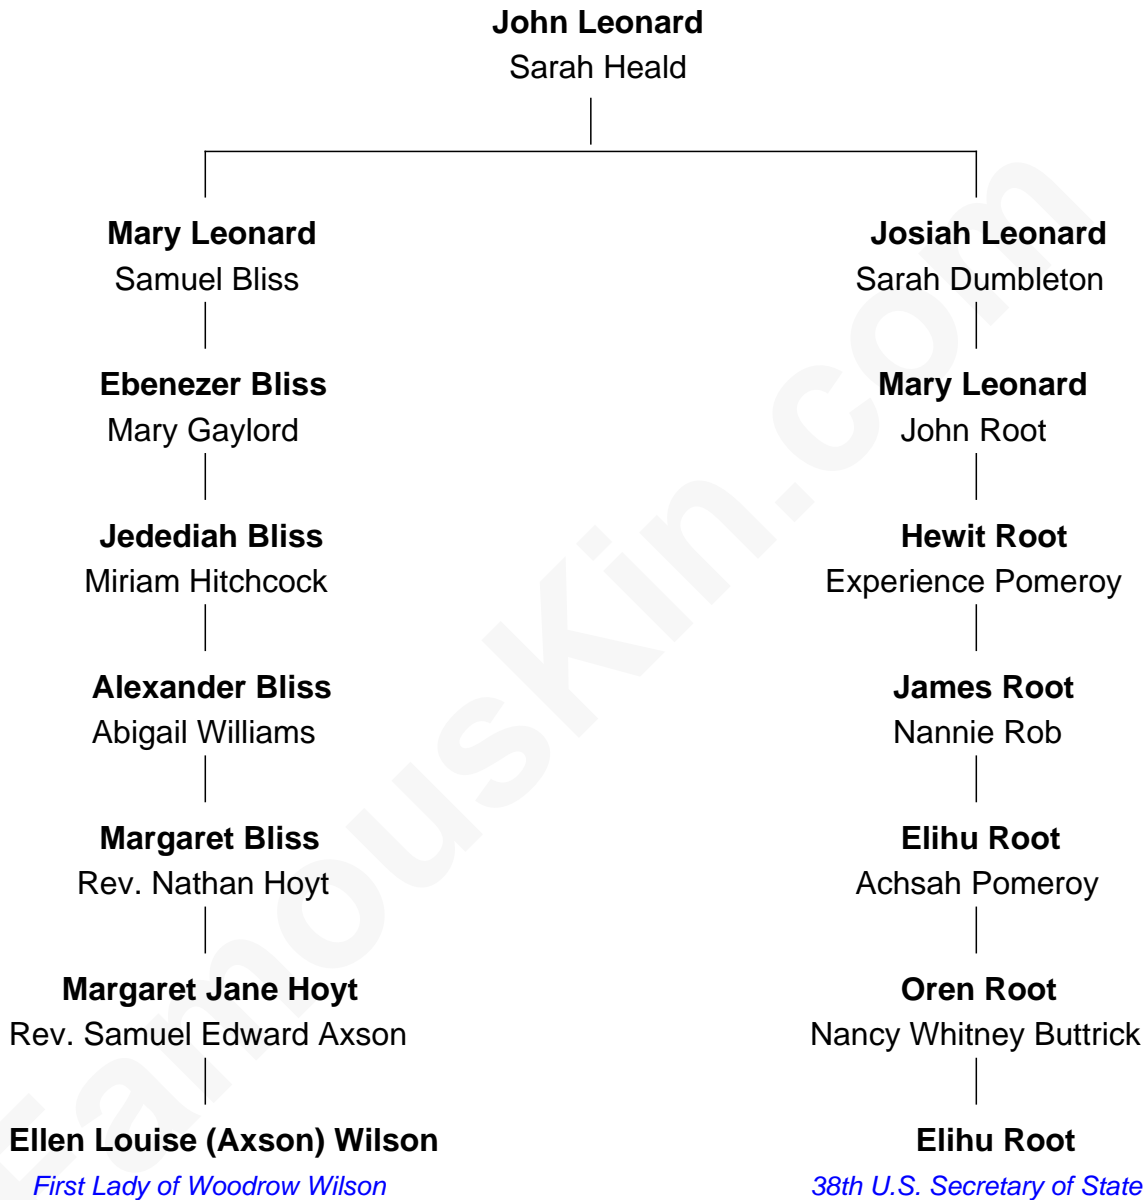 John Leonard
Sarah Heald
Mary Leonard
Samuel Bliss
Josiah Leonard
Sarah Dumbleton
Ebenezer Bliss
Mary Gaylord
Mary Leonard
John Root
Jedediah Bliss
Miriam Hitchcock
Hewit Root
Experience Pomeroy
Alexander Bliss
Abigail Williams
James Root
Nannie Rob
Margaret Bliss
Rev. Nathan Hoyt
Elihu Root
Achsah Pomeroy
Margaret Jane Hoyt
Rev. Samuel Edward Axson
Oren Root
Nancy Whitney Buttrick
Ellen Louise (Axson) Wilson
First Lady of Woodrow Wilson
Elihu Root
38th U.S. Secretary of State
FamousKin.com